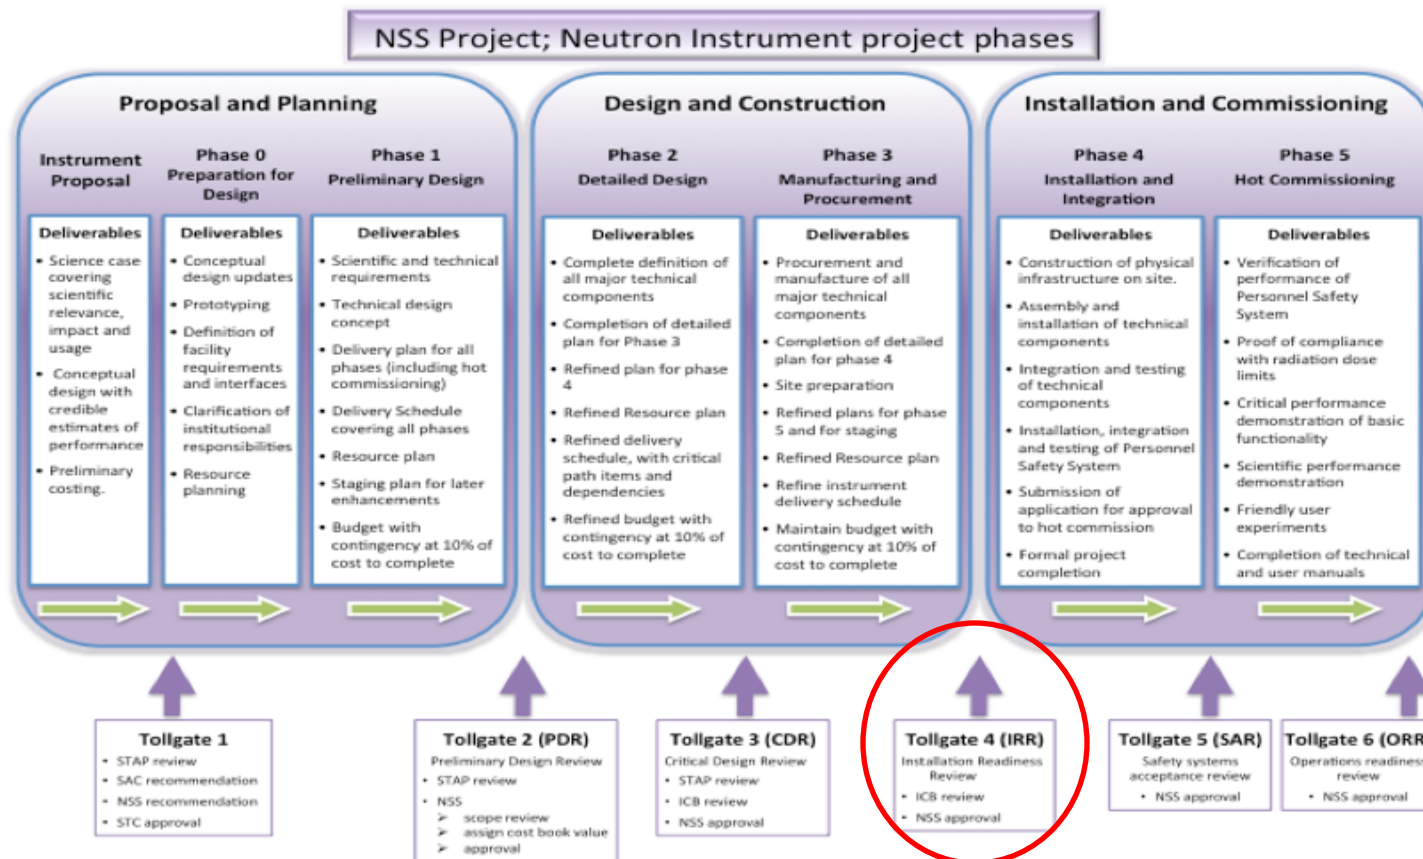 NSS Project; Neutron Instrument project phases
Proposal and Planning
Instrument
Proposal
Deliverables
• Science case
covering
scientific
relevance,
impact and
usage
• Conceptual
design with
credible
estimates of
performance
• Preliminary
costing.
Phase 0
Preparation for
Design
Deliverables
• Conceptual
design updates
• Prototyping
• Definition of
facility
requirements
and interfaces
• Clarification of
institutional
responsibilities
• Resource
planning
Phase 1
Preliminary Design
Deliverables
• Scientific and technical
requirements
• Technical design
concept
• Delivery plan for all
phases (including hot
commissioning)
• Delivery Schedule
covering all phases
• Resource plan
• Staging plan for later
enhancements
• Budget with
contingency at 10% of
cost to complete
Design and Construction
Phase 2
Detailed Design
Deliverables
• Complete definition of
all major technical
components
• Completion of detailed
plan for Phase 3
• Refined plan for phase
4
• Refined Resource plan
• Refined delivery
schedule, with critical
path items and
dependencies
• Refined budget with
contingency at 10% of
cost to complete
Phase 3
Manufacturing and
Procurement
Deliverables
• Procurement and
manufacture of all
major technical
components
• Completion of detailed
plan for phase 4
• Site preparation
• Refined plans for phase
5 and for staging
• Refined Resource plan
• Refine instrument
delivery schedule
• Maintain budget with
contingency at 10% of
cost to complete
Installation and Commissioning
Phase 4
Installation and
Integration
Deliverables
• Construction of physical
infrastructure on site.
• Assembly and
installation of technical
components
• Integration and testing
of technical
components
• Installation, integration
and testing of Personnel
Safety System
• Submission of
application for approval
to hot commission
• Formal project
completion
Phase 5
Hot Commissioning
Deliverables
• Verification of
performance of
Personnel Safety
System
• Proof of compliance
with radiation dose
limits
• Critical performance
demonstration of basic
functionality
• Scientific performance
demonstration
• Friendly user
experiments
• Completion of technical
and user manuals
Tollgate 1
• STAP review
• SAC recommendation
• NSS recommendation
• STC approval
Tollgate 2 (PDR)
Preliminary Design Review
• STAP review
• NSS
➢ scope review
➢ assign cost book value
➢ approval
Tollgate 3 (CDR)
Critical Design Review
• STAP review
• ICB review
• NSS approval
Tollgate 4 (IRR)
Installation Readiness
Review
• ICB review
• NSS approval
Tollgate 5 (SAR)
Safety systems
acceptance review
• NSS approval
Tollgate 6 (ORR
Operations readiness
review
• NSS approval